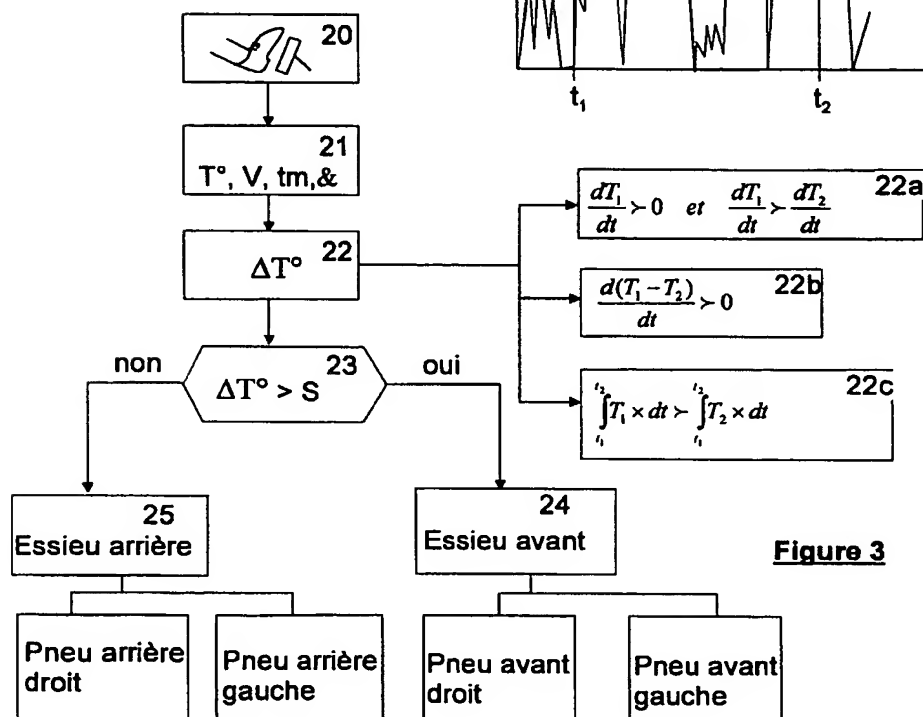 20
t₁ t₂
21
T°, V, tm,&
22
ΔT°
22a
dT₁/dt ≻ 0 et dT₁/dt ≻ dT₂/dt
22b
d(T₁ − T₂)/dt ≻ 0
non
23
oui
ΔT° > S
22c
∫ₜ₁ᵗ² T₁ × dt ≻ ∫ₜ₁ᵗ² T₂ × dt
25
Essieu arrière
24
Essieu avant
Figure 3
Pneu arrière
droit
Pneu arrière
gauche
Pneu avant
droit
Pneu avant
gauche